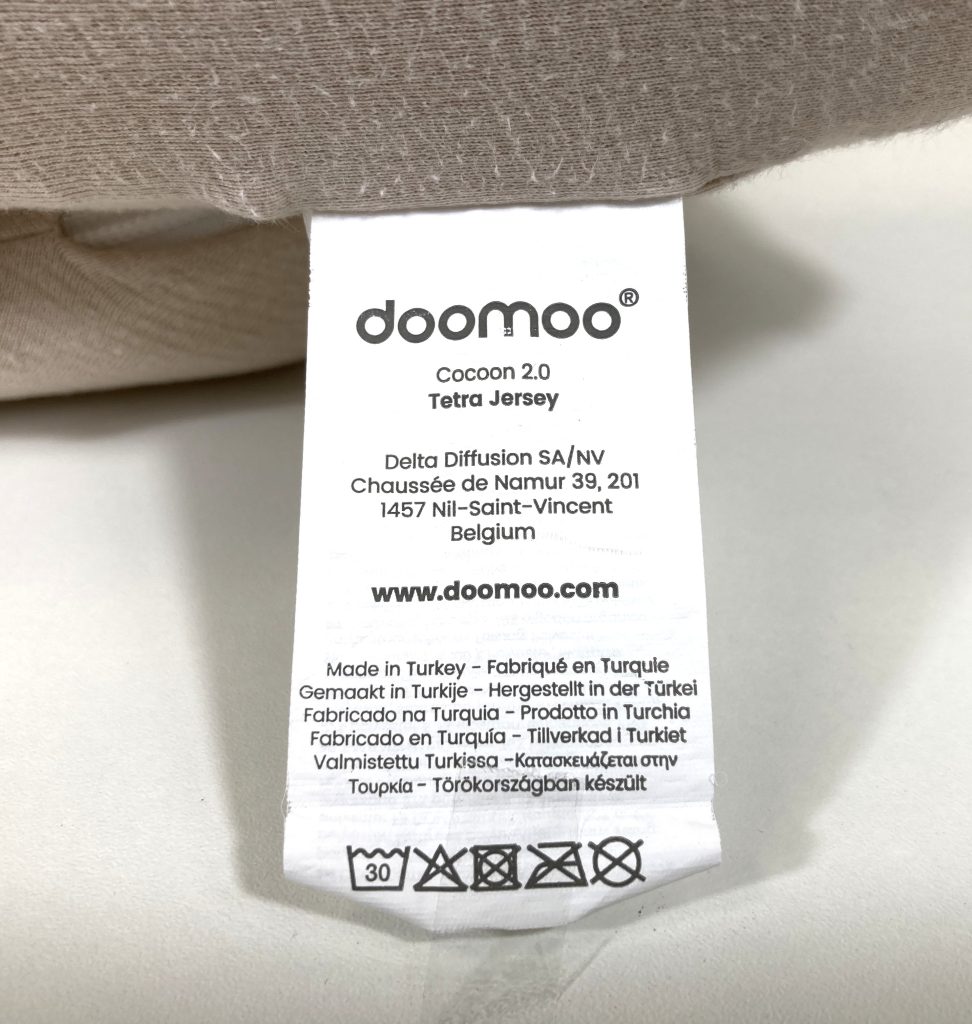 doomoo®
Cocoon 2.0
Tetra Jersey
Delta Diffusion SA/NV
Chaussée de Namur 39, 201
1457 Nil-Saint-Vincent
Belgium
www.doomoo.com
Made in Turkey - Fabriqué en Turquie
Gemaakt in Turkije - Hergestellt in der Türkei
Fabricado na Turquia - Prodotto in Turchia
Fabricado en Turquía - Tillverkad i Turkiet
Valmistettu Turkissa -Κατασκευάζεται στην
Τουρκία - Törökországban készült
30